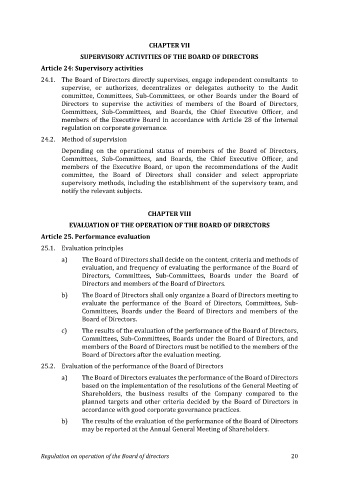 CHAPTER VII
SUPERVISORY ACTIVITIES OF THE BOARD OF DIRECTORS
Article 24: Supervisory activities
24.1. The Board of Directors directly supervises, engage independent consultants to
supervise, or authorizes, decentralizes or delegates authority to the Audit
committee, Committees, Sub-Committees, or other Boards under the Board of
Directors to supervise the activities of members of the Board of Directors,
Committees, Sub-Committees, and Boards, the Chief Executive Officer, and
members of the Executive Board in accordance with Article 28 of the Internal
regulation on corporate governance.
24.2. Method of supervision
Depending on the operational status of members of the Board of Directors,
Committees, Sub-Committees, and Boards, the Chief Executive Officer, and
members of the Executive Board, or upon the recommendations of the Audit
committee, the Board of Directors shall consider and select appropriate
supervisory methods, including the establishment of the supervisory team, and
notify the relevant subjects.
CHAPTER VIII
EVALUATION OF THE OPERATION OF THE BOARD OF DIRECTORS
Article 25. Performance evaluation
25.1. Evaluation principles
a) The Board of Directors shall decide on the content, criteria and methods of
evaluation, and frequency of evaluating the performance of the Board of
Directors, Committees, Sub-Committees, Boards under the Board of
Directors and members of the Board of Directors.
b) The Board of Directors shall only organize a Board of Directors meeting to
evaluate the performance of the Board of Directors, Committees, Sub-
Committees, Boards under the Board of Directors and members of the
Board of Directors.
c) The results of the evaluation of the performance of the Board of Directors,
Committees, Sub-Committees, Boards under the Board of Directors, and
members of the Board of Directors must be notified to the members of the
Board of Directors after the evaluation meeting.
25.2. Evaluation of the performance of the Board of Directors
a) The Board of Directors evaluates the performance of the Board of Directors
based on the implementation of the resolutions of the General Meeting of
Shareholders, the business results of the Company compared to the
planned targets and other criteria decided by the Board of Directors in
accordance with good corporate governance practices.
b) The results of the evaluation of the performance of the Board of Directors
may be reported at the Annual General Meeting of Shareholders.
Regulation on operation of the Board of directors 20